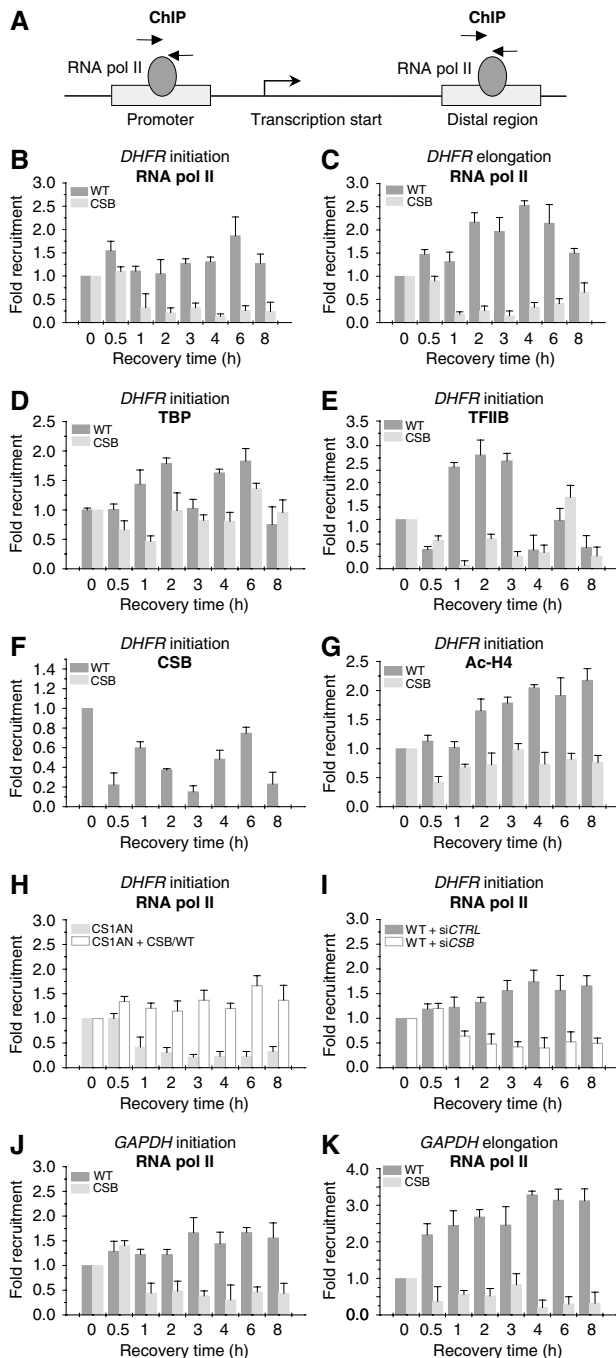 A
ChIP
ChIP
RNA pol II
RNA pol II
Promoter
Transcription start
Distal region
B
DHFR initiation
RNA pol II
WT
CSB
Fold recruitment
3.0
2.5
2.0
1.5
1.0
0.5
0.0
0 0.5 1 2 3 4 6 8
Recovery time (h)
C
DHFR elongation
RNA pol II
WT
CSB
Fold recruitment
3.0
2.5
2.0
1.5
1.0
0.5
0.0
0 0.5 1 2 3 4 6 8
Recovery time (h)
D
DHFR initiation
TBP
WT
CSB
Fold recruitment
2.5
2.0
1.5
1.0
0.5
0.0
0 0.5 1 2 3 4 6 8
Recovery time (h)
E
DHFR initiation
TFIIB
WT
CSB
Fold recruitment
3.5
2.5
2.0
1.5
1.0
0.5
0.0
0 0.5 1 2 3 4 6 8
Recovery time (h)
F
DHFR initiation
CSB
WT
CSB
Fold recruitment
1.4
1.2
1.0
0.8
0.6
0.4
0.2
0.0
0 0.5 1 2 3 4 6 8
Recovery time (h)
G
DHFR initiation
Ac-H4
WT
CSB
Fold recruitment
2.5
2.0
1.5
1.0
0.5
0.0
0 0.5 1 2 3 4 6 8
Recovery time (h)
H
DHFR initiation
RNA pol II
CS1AN
CS1AN + CSB/WT
Fold recruitment
3.0
2.5
2.0
1.5
1.0
0.5
0.0
0 0.5 1 2 3 4 6 8
Recovery time (h)
I
DHFR initiation
RNA pol II
WT + siCTRL
WT + siCSB
Fold recruitment
3.0
2.5
2.0
1.5
1.0
0.5
0.0
0 0.5 1 2 3 4 6 8
Recovery time (h)
J
GAPDH initiation
RNA pol II
WT
CSB
Fold recruitment
3.0
2.5
2.0
1.5
1.0
0.5
0.0
0 0.5 1 2 3 4 6 8
Recovery time (h)
K
GAPDH elongation
RNA pol II
WT
CSB
Fold recruitment
4.0
3.0
2.0
1.0
0.0
0 0.5 1 2 3 4 6 8
Recovery time (h)